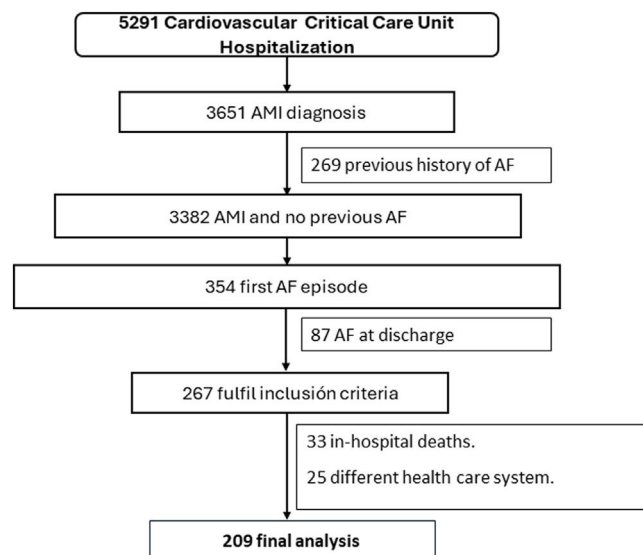 5291 Cardiovascular Critical Care Unit
Hospitalization
3651 AMI diagnosis
269 previous history of AF
3382 AMI and no previous AF
354 first AF episode
87 AF at discharge
267 fulfil inclusión criteria
33 in-hospital deaths.
25 different health care system.
209 final analysis